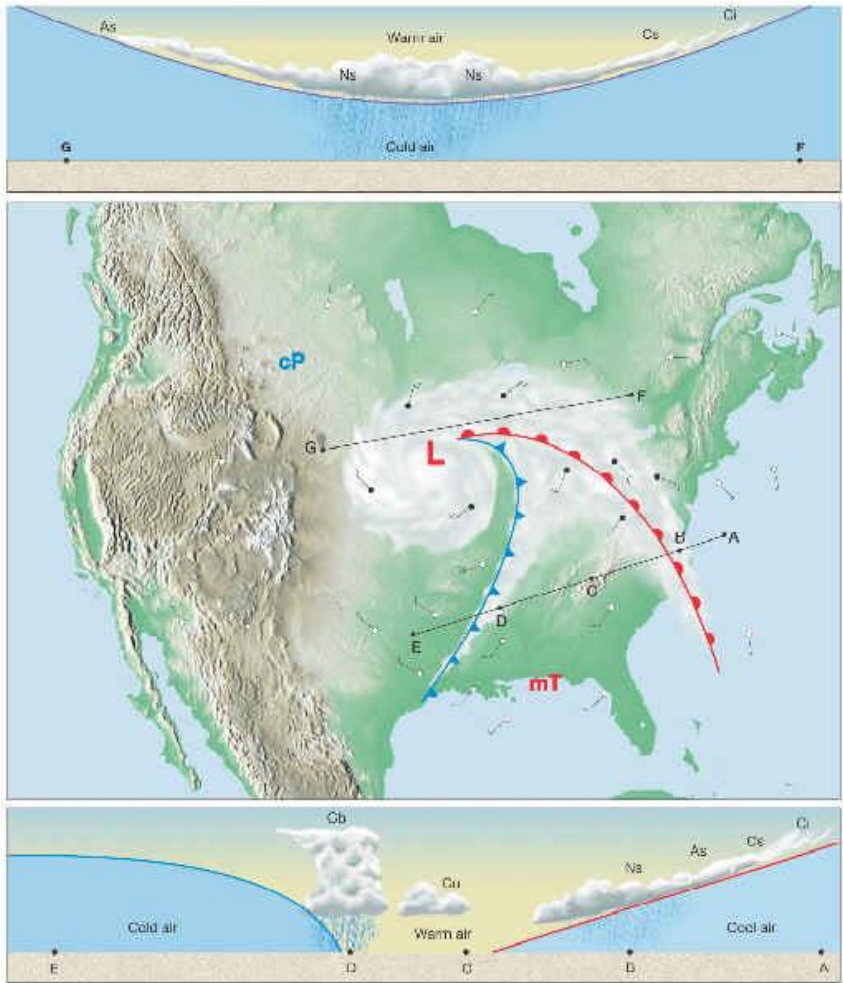 As Warm air Cs Ci
Ns Ns
Cold air
G F
cP
F
G
L
A
B
C
D
E
mT
Cb
Cu
Ns As Cs Ci
Cold air Warm air Cool air
E D C B A